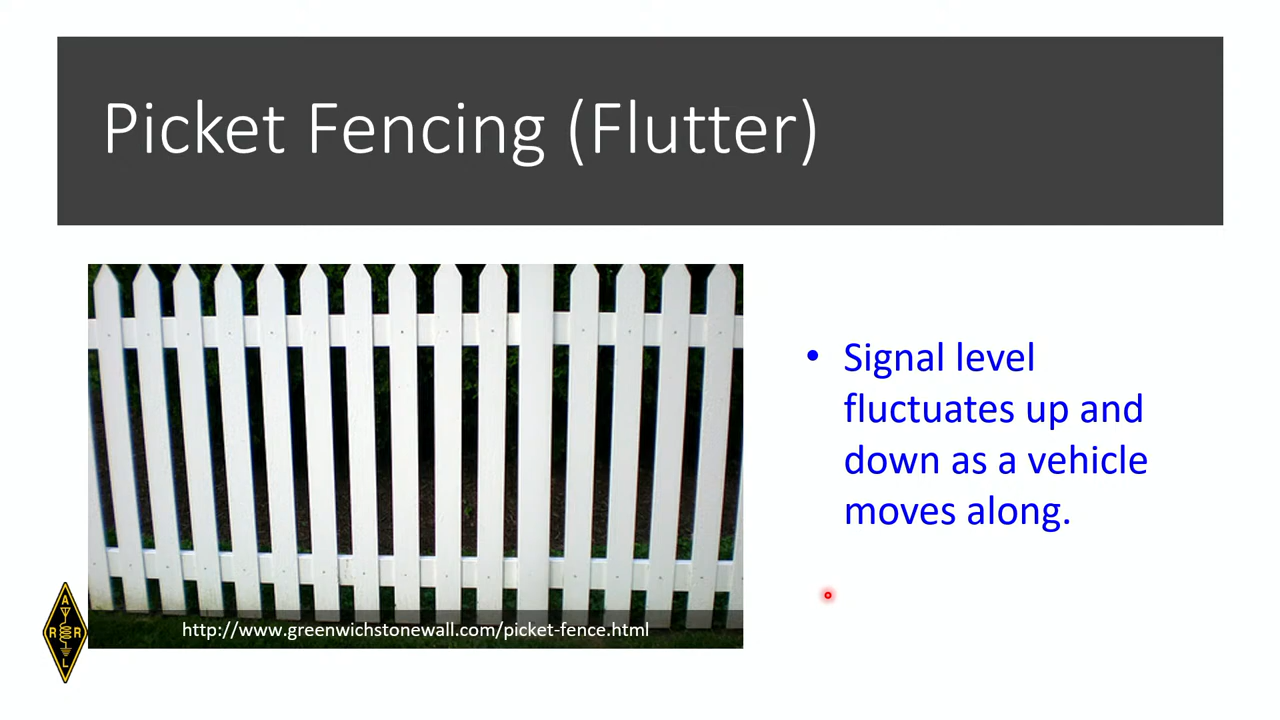 Picket Fencing (Flutter)
• Signal level
fluctuates up and
down as a vehicle
moves along.
http://www.greenwichstonewall.com/picket-fence.html
A
R R
L